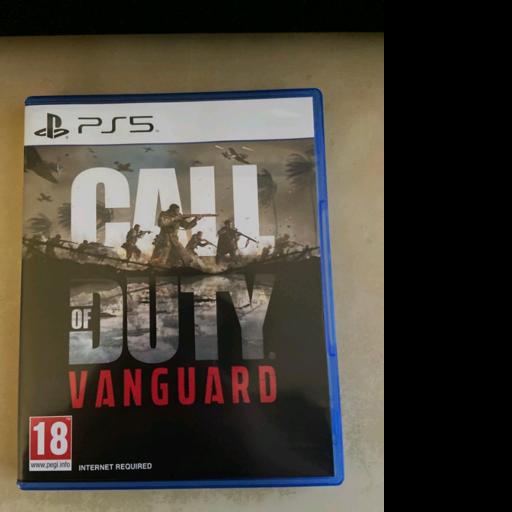 PS5
CALL
OF DUTY
VANGUARD
18
www.pegi.info
INTERNET REQUIRED